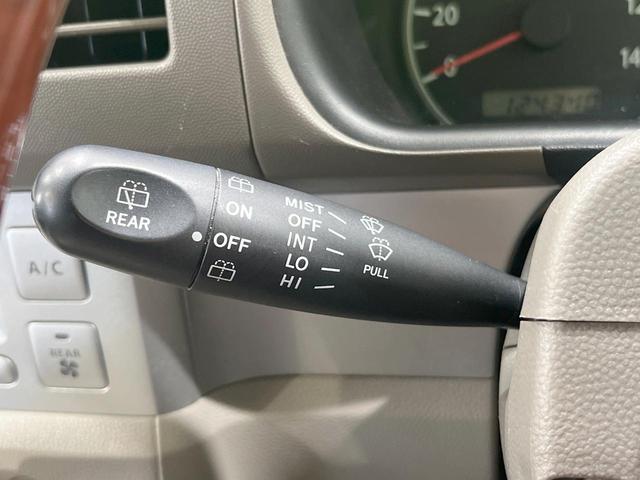 20
0
REAR
ON
OFF
MIST
OFF
INT
LO
HI
PULL
A/C
REAR